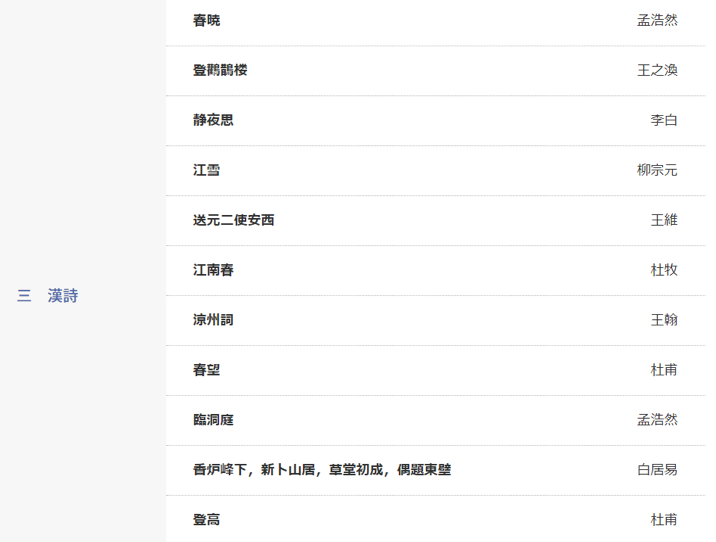 春暁 孟浩然
登鸛鵲楼 王之渙
静夜思 李白
江雪 柳宗元
送元二使安西 王維
江南春 杜牧
三 漢詩
涼州詞 王翰
春望 杜甫
臨洞庭 孟浩然
香炉峰下，新卜山居，草堂初成，偶題東壁 白居易
登高 杜甫